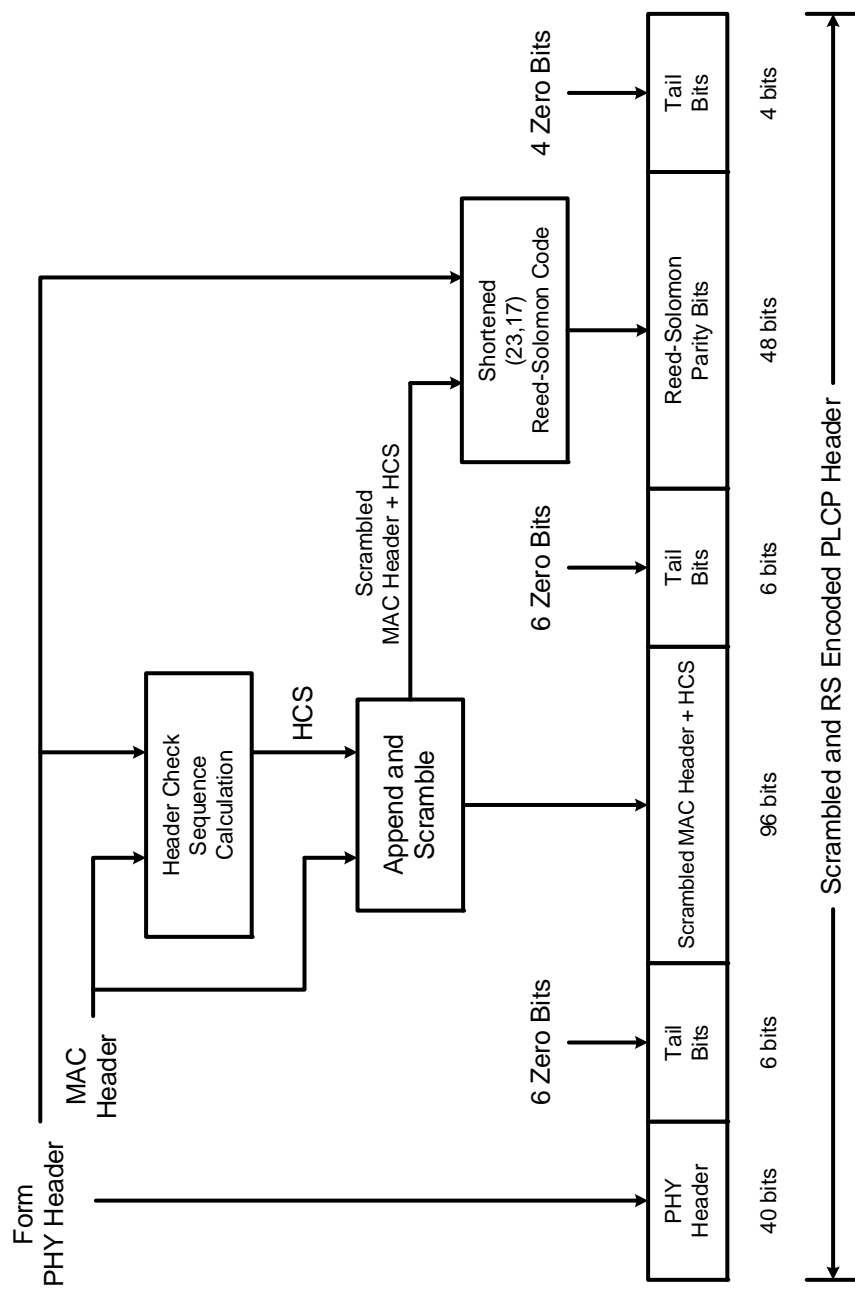 Form
PHY Header
MAC
Header
Header Check
Sequence
Calculation
HCS
Append and
Scramble
Scrambled
MAC Header + HCS
Shortened
(23,17)
Reed-Solomon Code
6 Zero Bits
6 Zero Bits
4 Zero Bits
PHY
Header
Tail
Bits
Scrambled MAC Header + HCS
Tail
Bits
Reed-Solomon
Parity Bits
Tail
Bits
40 bits
6 bits
96 bits
6 bits
48 bits
4 bits
Scrambled and RS Encoded PLCP Header